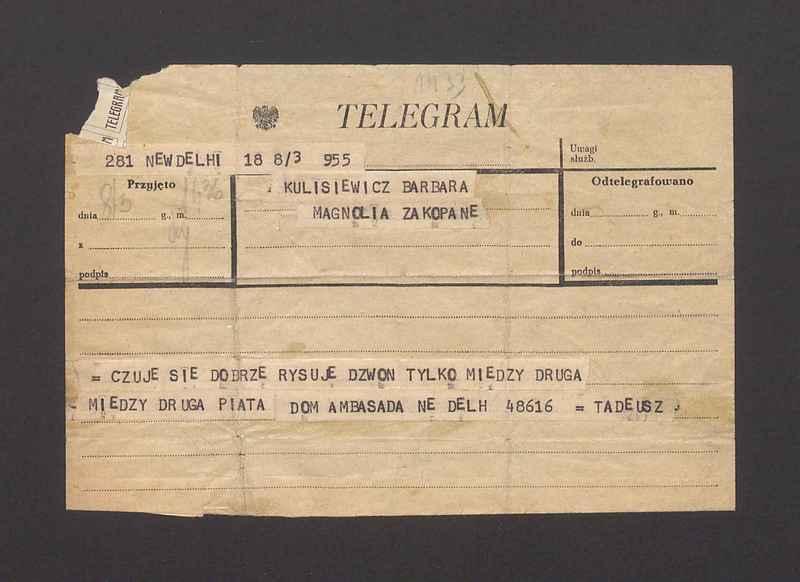 TELEGRAM
TELEGRAM
281 NEWDELHI 18 8/3 955
Uwagi
służb.
Przyjęto
KULISIEWICZ BARBARA
MAGNOLIA ZAKOPANE
Odtelegrafowano
dnia g., m.
dnia g., m.
z
do
podpis
podpis
= CZUJE SIE DOBRZE RYSUJE DZWON TYLKO MIEDZY DRUGA
MIEDZY DRUGA PIATA DOM AMBASADA NE DELH 48616 = TADEUSZ